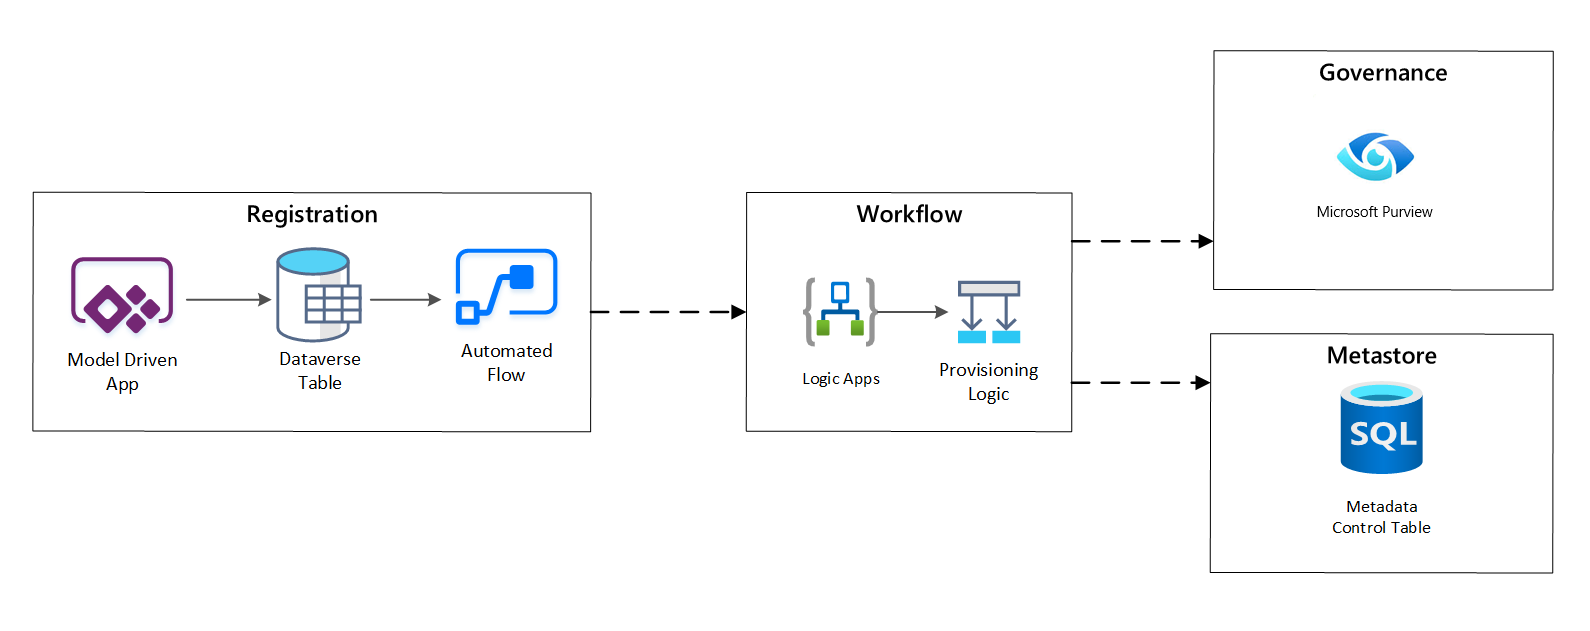 Registration
Model Driven
App
Dataverse
Table
Automated
Flow
Workflow
Logic Apps
Provisioning
Logic
Governance
Microsoft Purview
Metastore
SQL
Metadata
Control Table